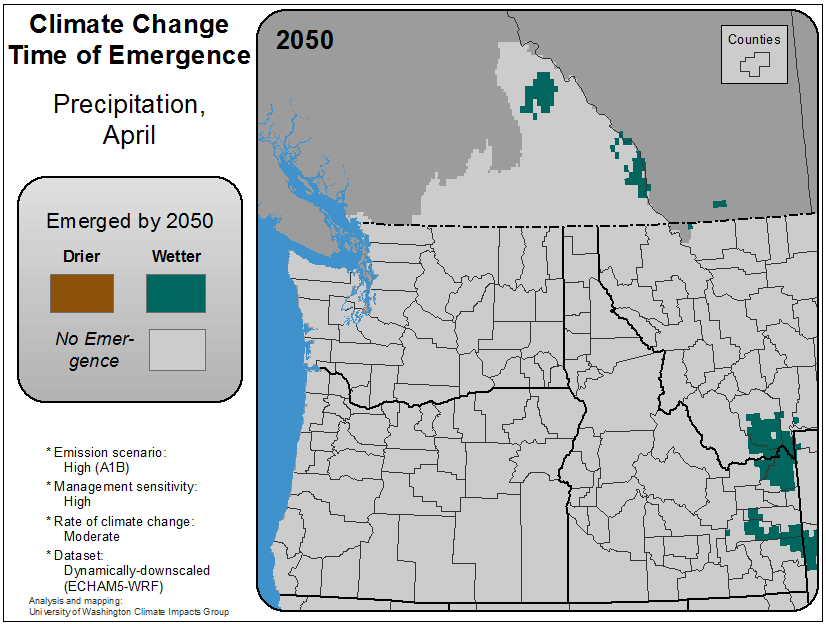 Climate Change
Time of Emergence
Precipitation,
April
Emerged by 2050
Drier
Wetter
No Emer-
gence
* Emission scenario:
High (A1B)
* Management sensitivity:
High
* Rate of climate change:
Moderate
* Dataset:
Dynamically-downscaled
(ECHAM5-WRF)
Analysis and mapping:
University of Washington Climate Impacts Group
2050
Counties